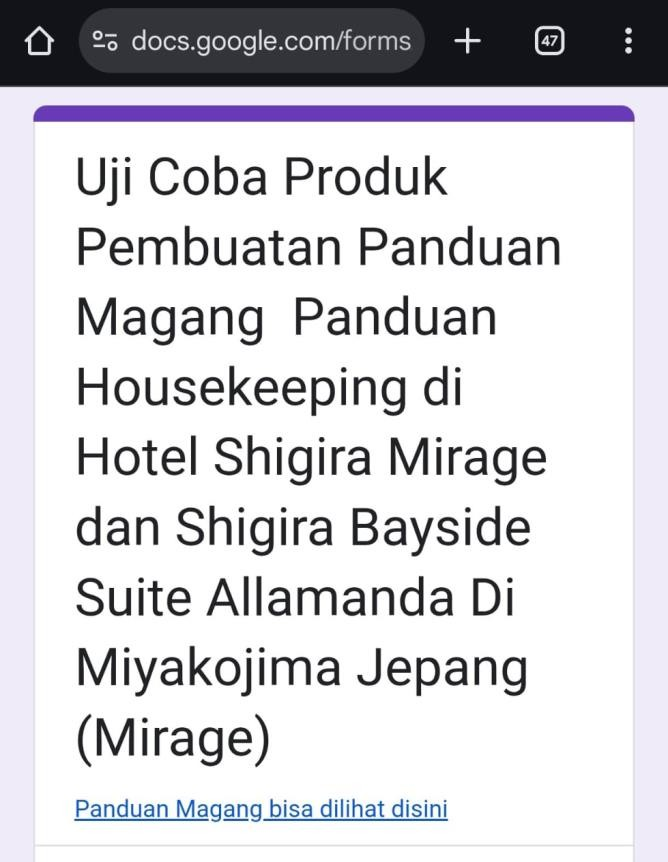 docs.google.com/forms
47
Uji Coba Produk
Pembuatan Panduan
Magang  Panduan
Housekeeping di
Hotel Shigira Mirage
dan Shigira Bayside
Suite Allamanda Di
Miyakojima Jepang
(Mirage)
Panduan Magang bisa dilihat disini